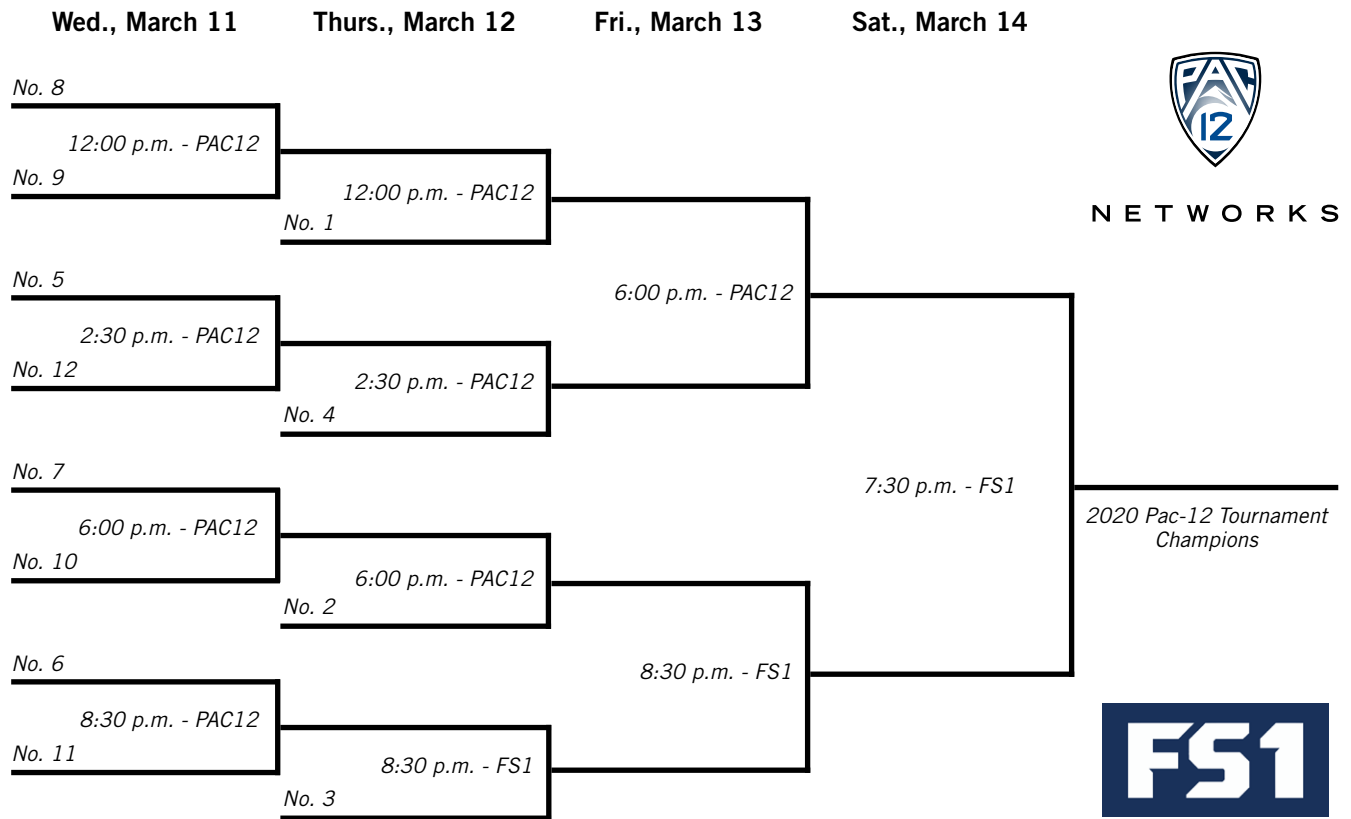 Wed., March 11 Thurs., March 12 Fri., March 13 Sat., March 14
PAC
12
NETWORKS
No. 8
12:00 p.m. - PAC12
No. 9
12:00 p.m. - PAC12
No. 1
No. 5
6:00 p.m. - PAC12
2:30 p.m. - PAC12
No. 12
2:30 p.m. - PAC12
No. 4
No. 7
7:30 p.m. - FS1
6:00 p.m. - PAC12
2020 Pac-12 Tournament
Champions
No. 10
6:00 p.m. - PAC12
No. 2
No. 6
8:30 p.m. - FS1
8:30 p.m. - PAC12
No. 11
8:30 p.m. - FS1
No. 3
FS1